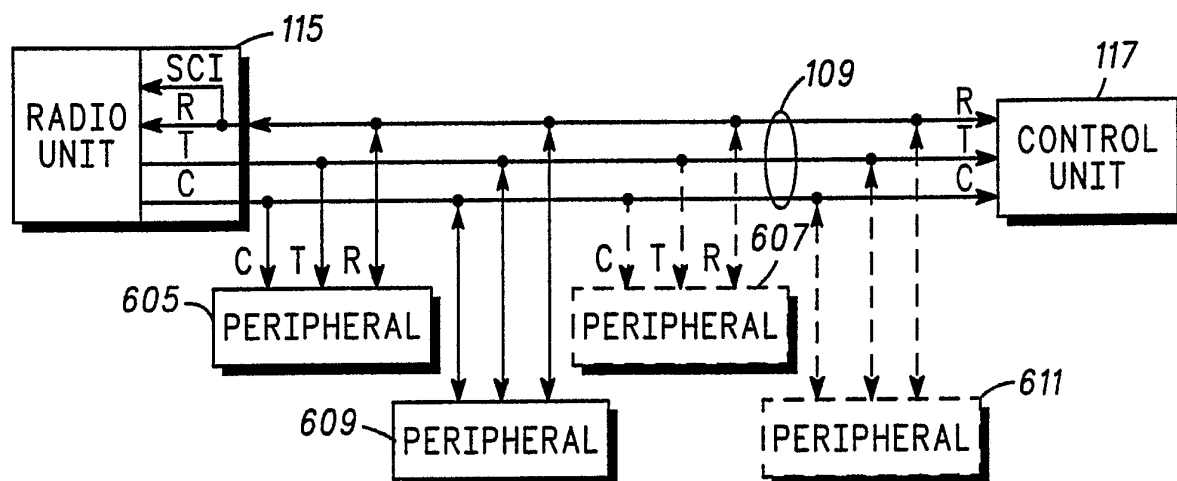 115
SCI
R
RADIO
UNIT
T
C
109
117
R
T
C
CONTROL
UNIT
C T R
605
PERIPHERAL
607
C T R
PERIPHERAL
609
PERIPHERAL
611
PERIPHERAL